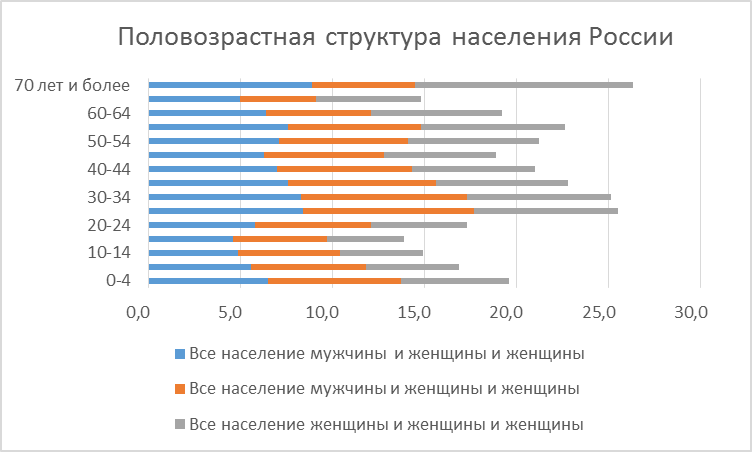 Половозрастная структура населения России
70 лет и более
60-64
50-54
40-44
30-34
20-24
10-14
0-4
0,0 5,0 10,0 15,0 20,0 25,0 30,0
Все население мужчины и женщины и женщины
Все население мужчины и женщины и женщины
Все население женщины и женщины и женщины